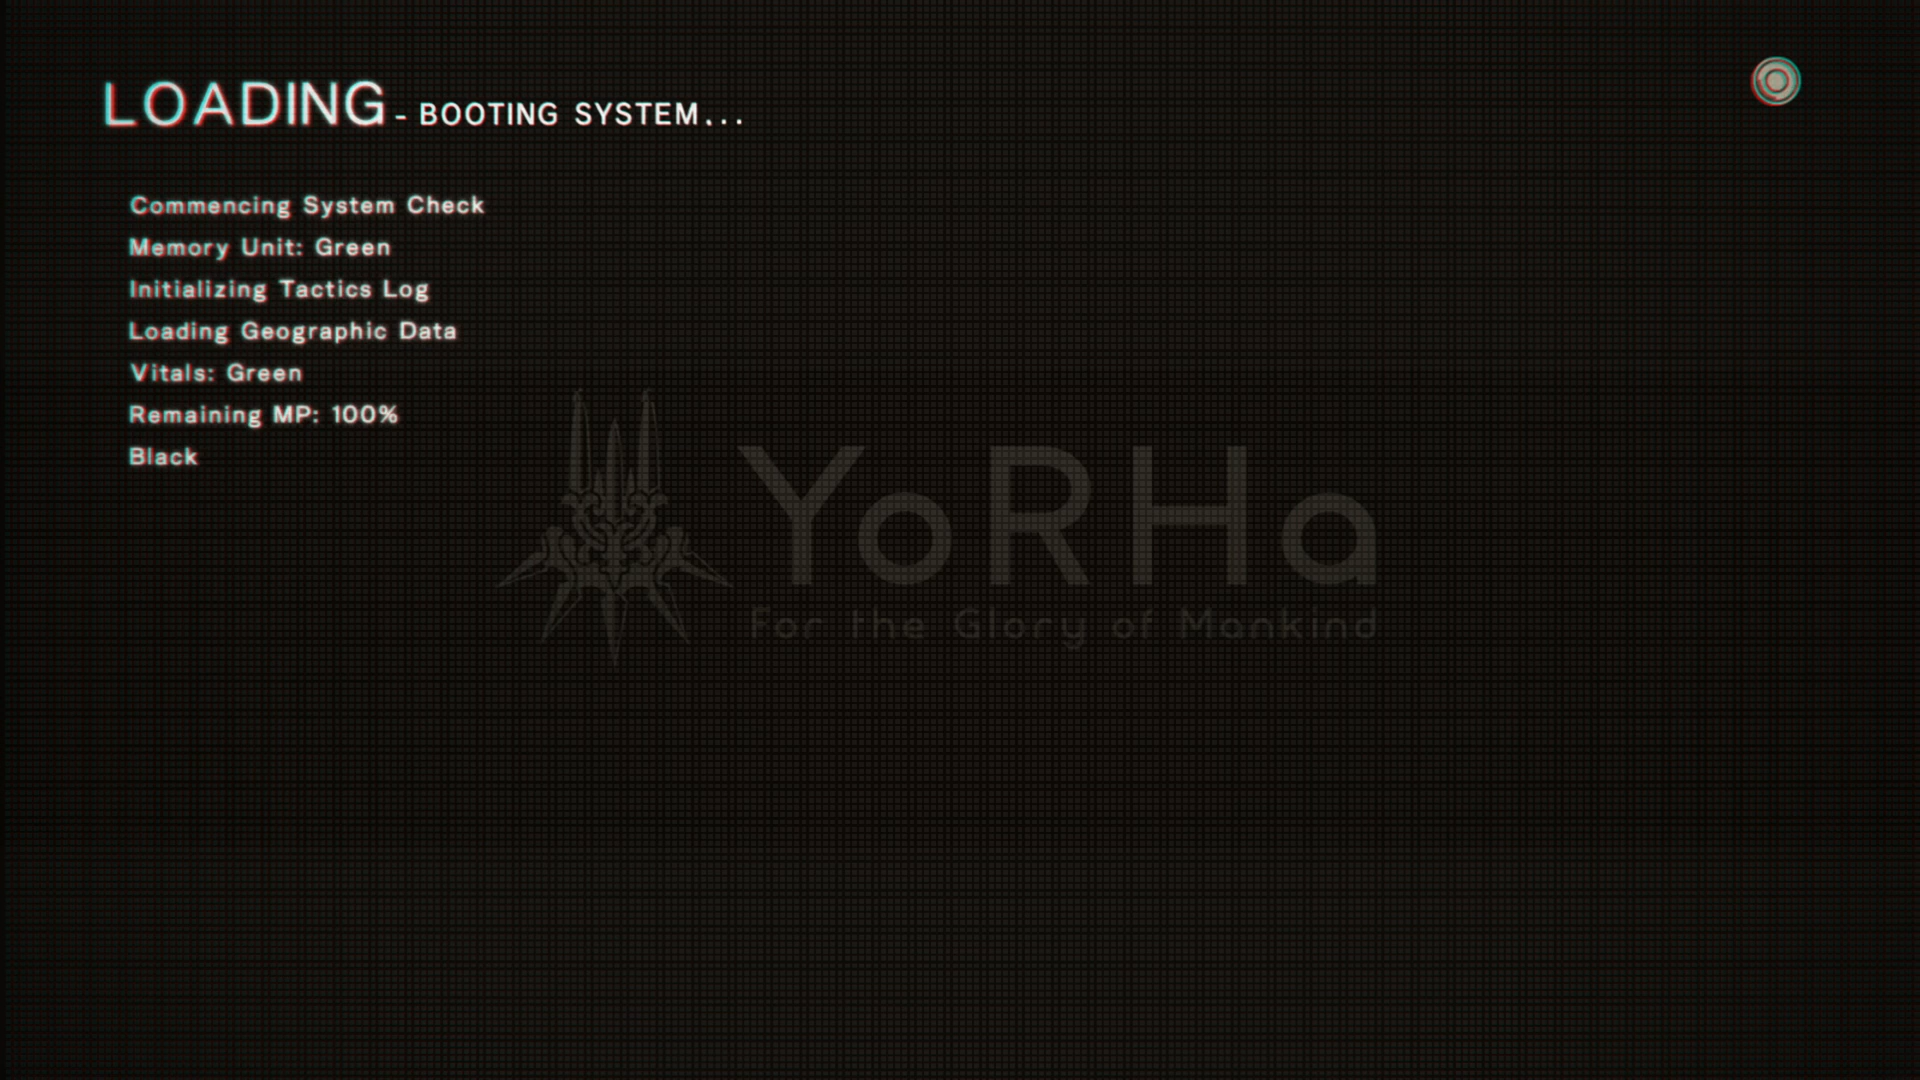 LOADING - BOOTING SYSTEM...
Commencing System Check
Memory Unit: Green
Initializing Tactics Log
Loading Geographic Data
Vitals: Green
Remaining MP: 100%
Black
YoRHa
For the Glory of Mankind